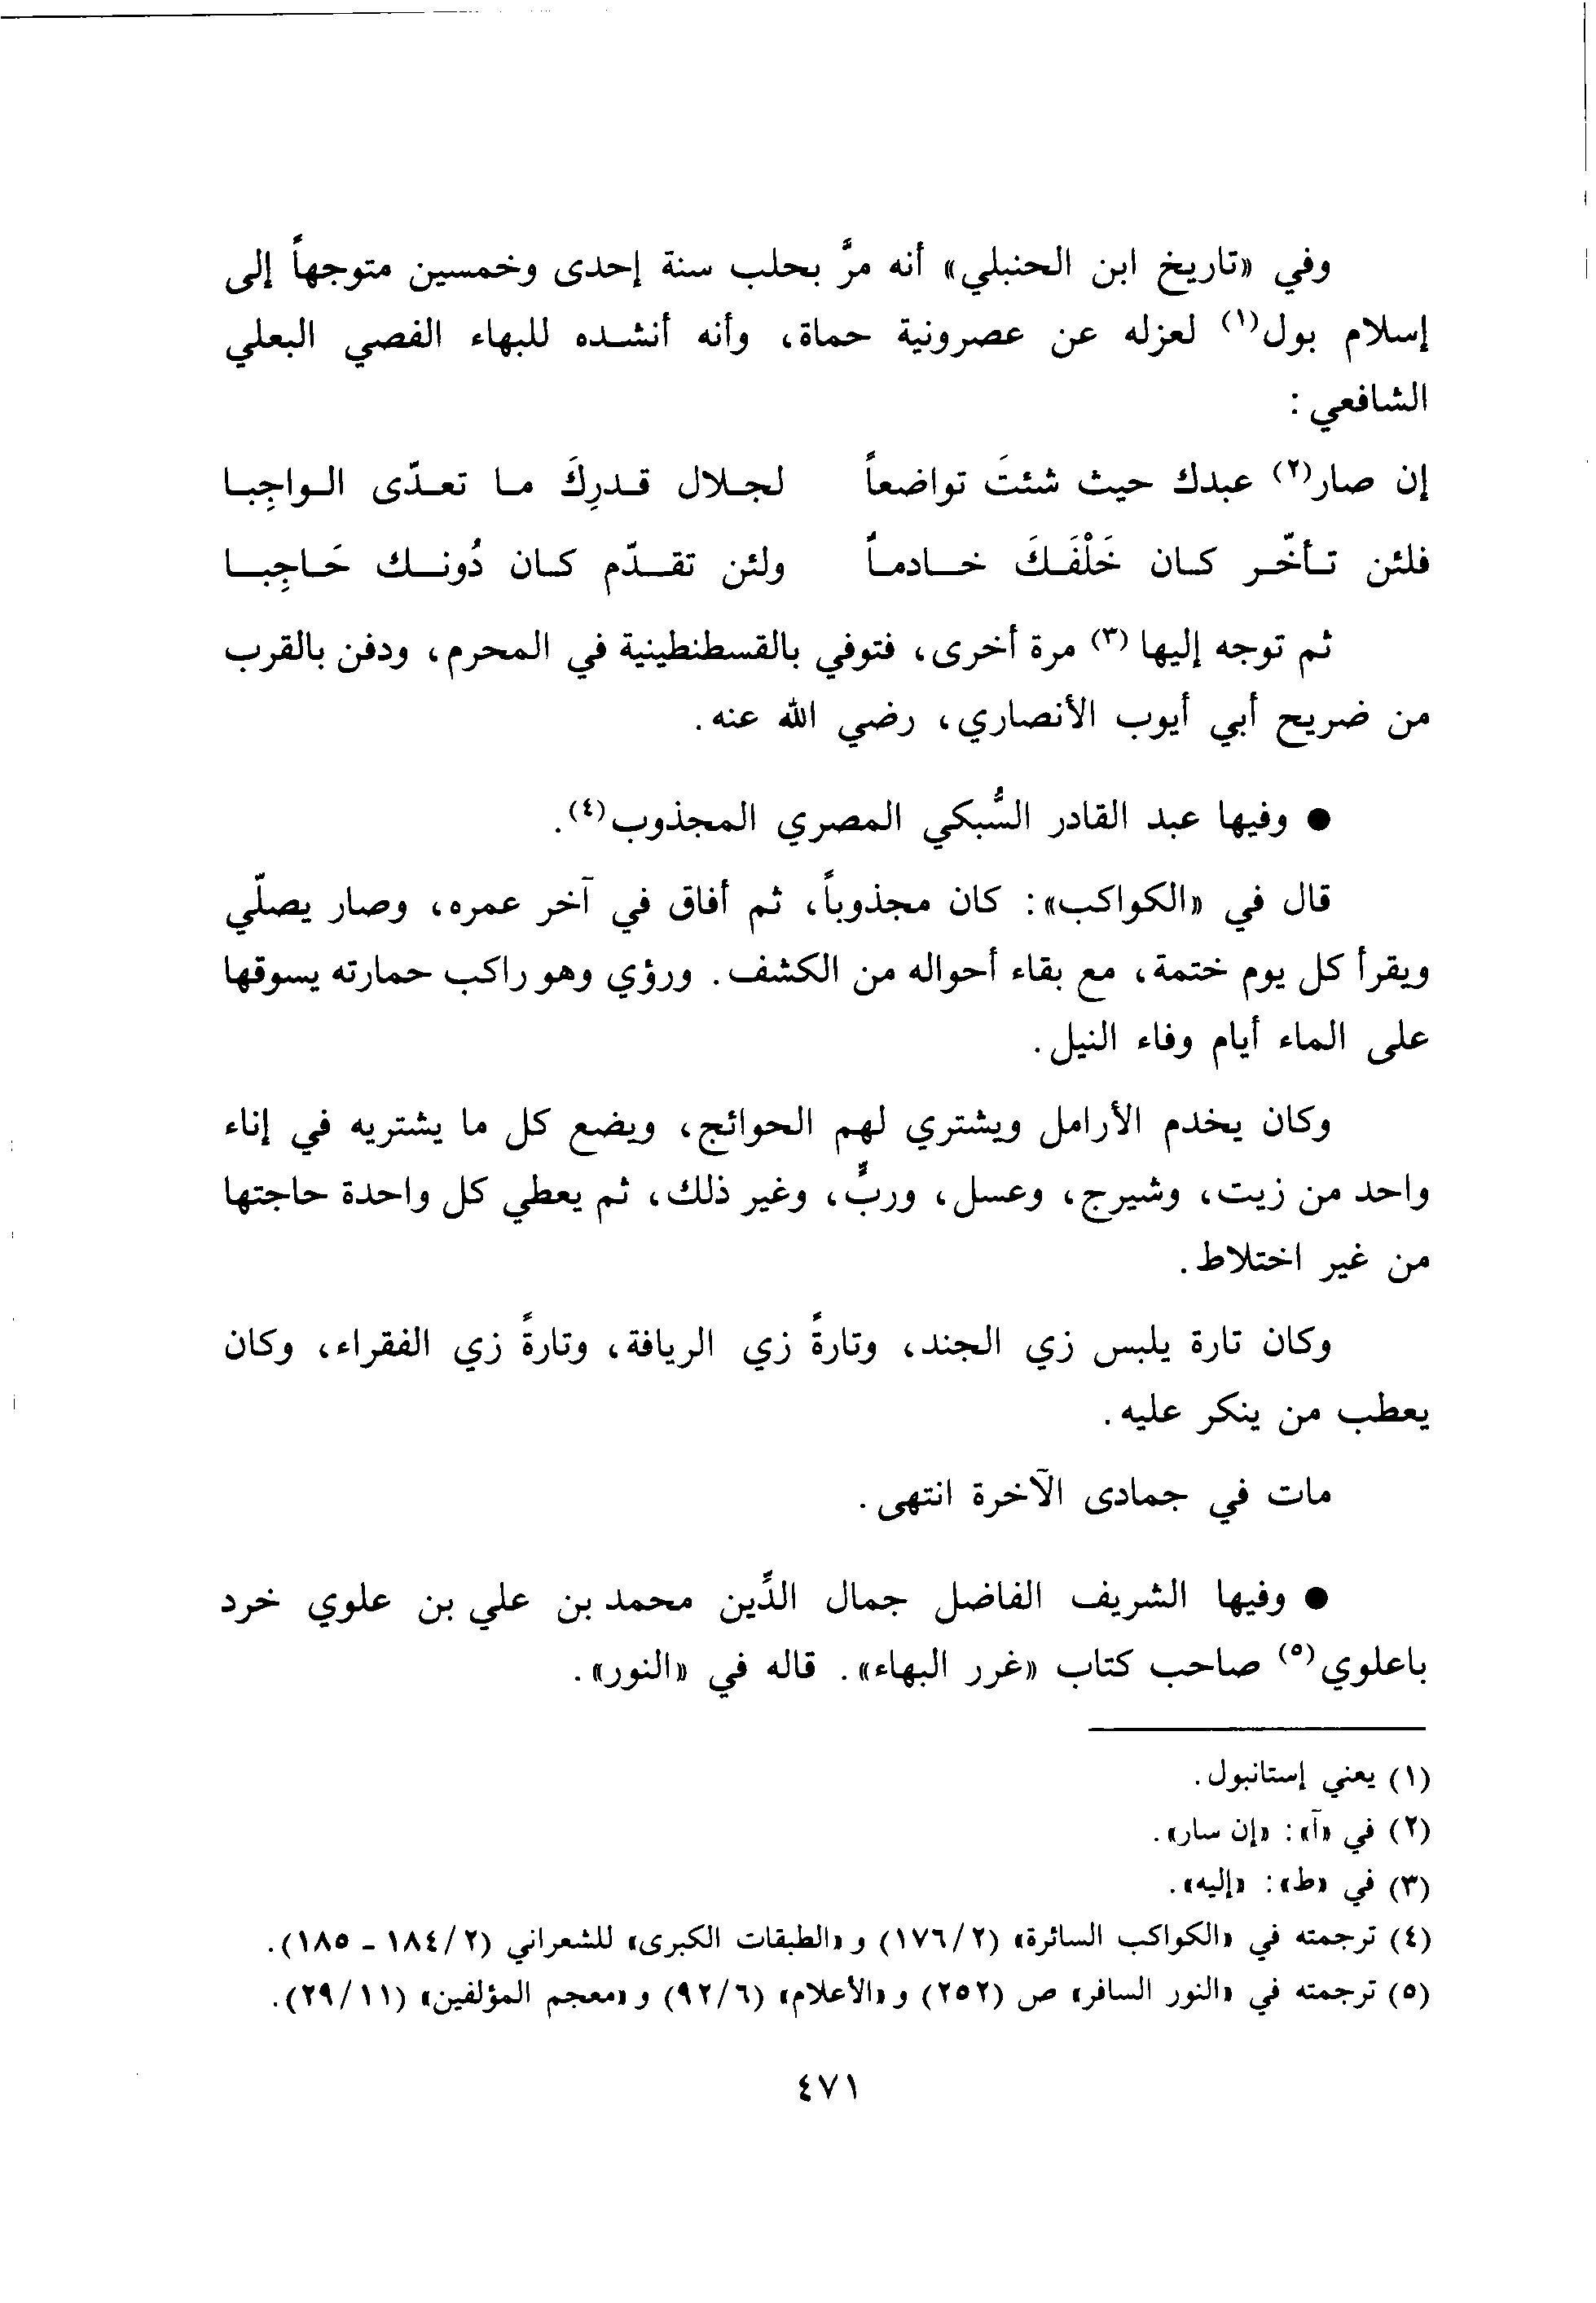 وفي «تاريخ ابن الحنبلي» أنه مرَّ بحلب سنة إحدى وخمسين متوجهاً إلى
إسلام بول(١) لعزله عن عصرونية حماة، وأنه أنشده للبهاء الفصي البعلي
الشافعي:
إن صار(٢) عبدك حيث شئتَ تواضعاً لجلال قدرِكَ ما تعدّى الواجِبا
فلئن تأخّر كان خَلْفَكَ خادماً ولئن تقدّم كان دُونك حَاجِبا
ثم توجه إليها(٣) مرة أخرى، فتوفي بالقسطنطينية في المحرم، ودفن بالقرب
من ضريح أبي أيوب الأنصاري، رضي الله عنه.
● وفيها عبد القادر السُّبكي المصري المجذوب(٤).
قال في «الكواكب»: كان مجذوباً، ثم أفاق في آخر عمره، وصار يصلّي
ويقرأ كل يوم ختمة، مع بقاء أحواله من الكشف. ورؤي وهو راكب حمارته يسوقها
على الماء أيام وفاء النيل.
وكان يخدم الأرامل ويشتري لهم الحوائج، ويضع كل ما يشتريه في إناء
واحد من زيت، وشيرج، وعسل، وربٍّ، وغير ذلك، ثم يعطي كل واحدة حاجتها
من غير اختلاط.
وكان تارة يلبس زي الجند، وتارةً زي الريافة، وتارةً زي الفقراء، وكان
يعطب من ينكر عليه.
مات في جمادى الآخرة انتهى.
● وفيها الشريف الفاضل جمال الدِّين محمد بن علي بن علوي خرد
باعلوي(٥) صاحب كتاب «غرر البهاء». قاله في «النور».
(١) يعني إستانبول.
(٢) في «آ»: «إن سار».
(٣) في «ط»: «إليه».
(٤) ترجمته في «الكواكب السائرة» (١٧٦/٢) و«الطبقات الكبرى» للشعراني (١٨٤/٢ - ١٨٥).
(٥) ترجمته في «النور السافر» ص (٢٥٢) و«الأعلام» (٩٢/٦) و«معجم المؤلفين» (٢٩/١١).
٤٧١